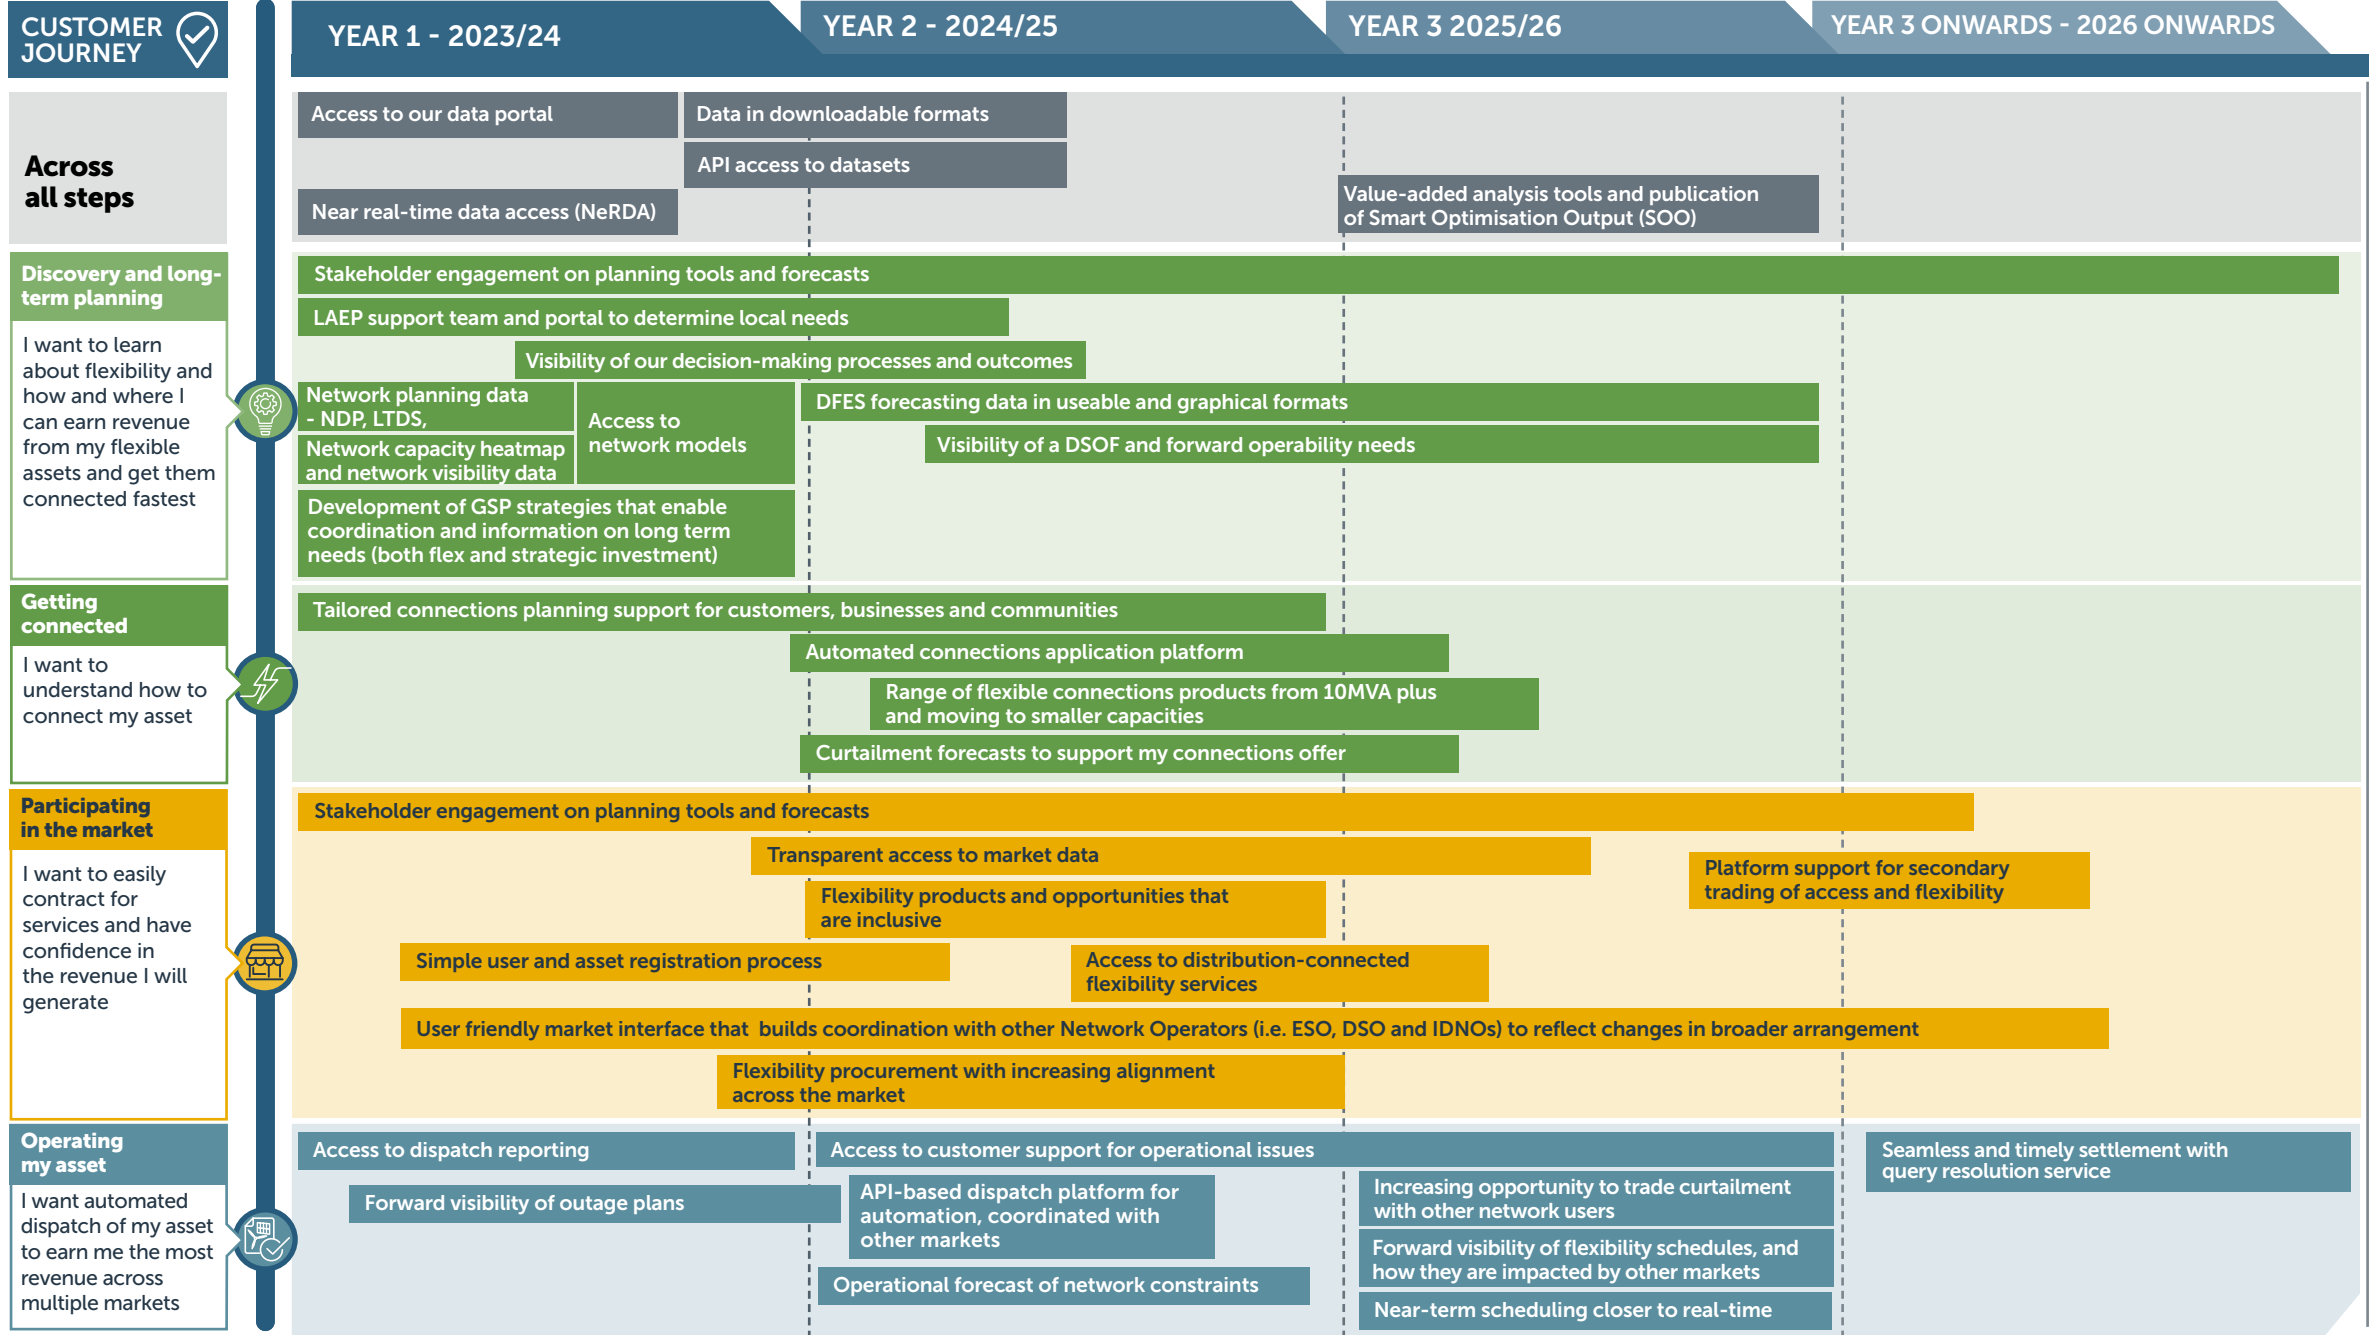 CUSTOMER
JOURNEY
YEAR 1 - 2023/24
YEAR 2 - 2024/25
YEAR 3 2025/26
YEAR 3 ONWARDS - 2026 ONWARDS
Across
all steps
Access to our data portal
Data in downloadable formats
API access to datasets
Near real-time data access (NeRDA)
Value-added analysis tools and publication
of Smart Optimisation Output (SOO)
Discovery and long-
term planning
I want to learn
about flexibility and
how and where I
can earn revenue
from my flexible
assets and get them
connected fastest
Stakeholder engagement on planning tools and forecasts
LAEP support team and portal to determine local needs
Visibility of our decision-making processes and outcomes
Network planning data
- NDP, LTDS,
Network capacity heatmap
and network visibility data
Access to
network models
DFES forecasting data in useable and graphical formats
Visibility of a DSOF and forward operability needs
Development of GSP strategies that enable
coordination and information on long term
needs (both flex and strategic investment)
Getting
connected
I want to
understand how to
connect my asset
Tailored connections planning support for customers, businesses and communities
Automated connections application platform
Range of flexible connections products from 10MVA plus
and moving to smaller capacities
Curtailment forecasts to support my connections offer
Participating
in the market
I want to easily
contract for
services and have
confidence in
the revenue I will
generate
Stakeholder engagement on planning tools and forecasts
Transparent access to market data
Platform support for secondary
trading of access and flexibility
Flexibility products and opportunities that
are inclusive
Simple user and asset registration process
Access to distribution-connected
flexibility services
User friendly market interface that  builds coordination with other Network Operators (i.e. ESO, DSO and IDNOs) to reflect changes in broader arrangement
Flexibility procurement with increasing alignment
across the market
Operating
my asset
I want automated
dispatch of my asset
to earn me the most
revenue across
multiple markets
Access to dispatch reporting
Access to customer support for operational issues
Seamless and timely settlement with
query resolution service
Forward visibility of outage plans
API-based dispatch platform for
automation, coordinated with
other markets
Increasing opportunity to trade curtailment
with other network users
Forward visibility of flexibility schedules, and
how they are impacted by other markets
Operational forecast of network constraints
Near-term scheduling closer to real-time